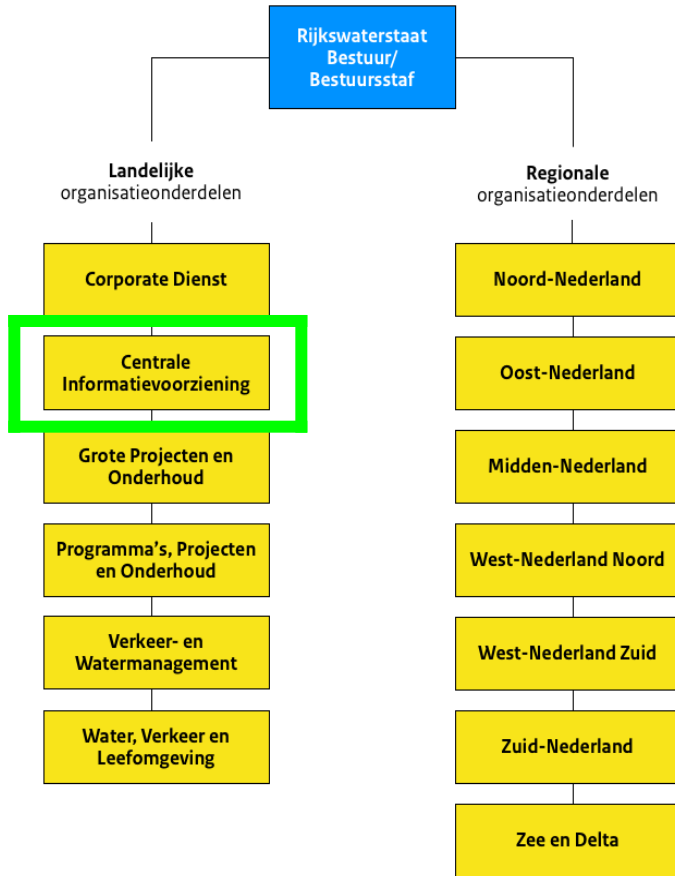 Rijkswaterstaat
Bestuur/
Bestuursstaf
Landelijke
organisatieonderdelen
Corporate Dienst
Centrale
Informatievoorziening
Grote Projecten en
Onderhoud
Programma's, Projecten
en Onderhoud
Verkeer- en
Watermanagement
Water, Verkeer en
Leefomgeving
Regionale
organisatieonderdelen
Noord-Nederland
Oost-Nederland
Midden-Nederland
West-Nederland Noord
West-Nederland Zuid
Zuid-Nederland
Zee en Delta